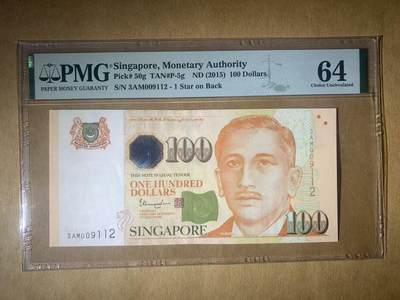 PMG
PAPER MONEY GUARANTY
Singapore, Monetary Authority
Pick# 50g TAN#P-5g ND (2015) 100 Dollars
S/N 3AM009112 - 1 Star on Back
64
Choice Uncirculated
100
THIS NOTE IS LEGAL TENDER
ONE HUNDRED
DOLLARS
SINGAPORE
3AM009112
3AM009112
100